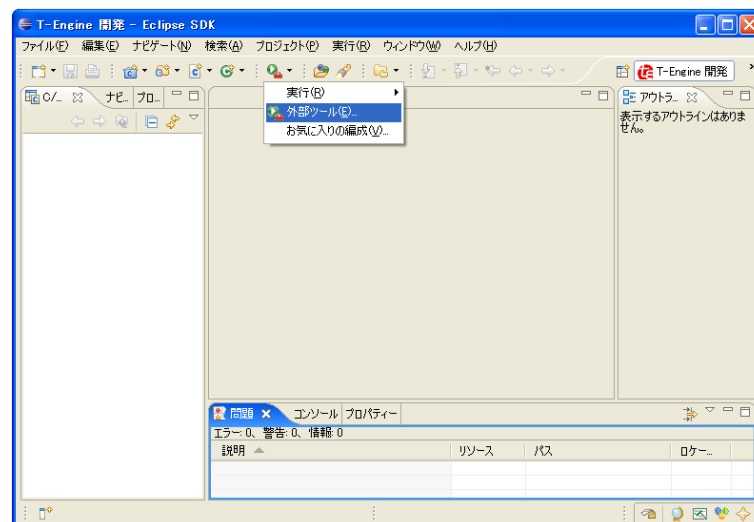 T-Engine 開発 - Eclipse SDK
ファイル(F) 編集(E) ナビゲート(N) 検索(A) プロジェクト(P) 実行(R) ウィンドウ(W) ヘルプ(H)
T-Engine 開発
C/...
ナビ...
プロ...
実行(R)
外部ツール(E)...
お気に入りの編成(V)...
アウトラ...
表示するアウトラインはありま
せん。
問題
コンソール
プロパティー
エラー: 0、警告: 0、情報: 0
説明 リソース パス ロケー...